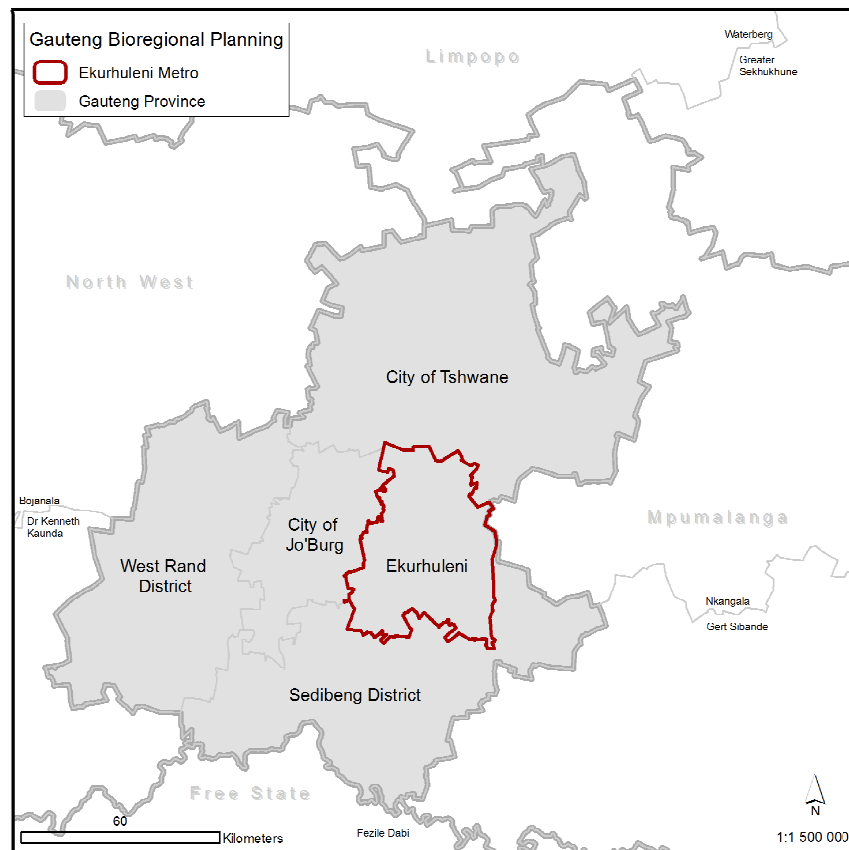 Gauteng Bioregional Planning
Ekurhuleni Metro
Gauteng Province
Limpopo
Waterberg
Greater
Sekhukhune
North West
City of Tshwane
Bojanala
Dr Kenneth
Kaunda
City of
Jo'Burg
Mpumalanga
West Rand
District
Ekurhuleni
Nkangala
Gert Sibande
Sedibeng District
Free State
60
Kilometers
Fezile Dabi
N
1:1 500 000